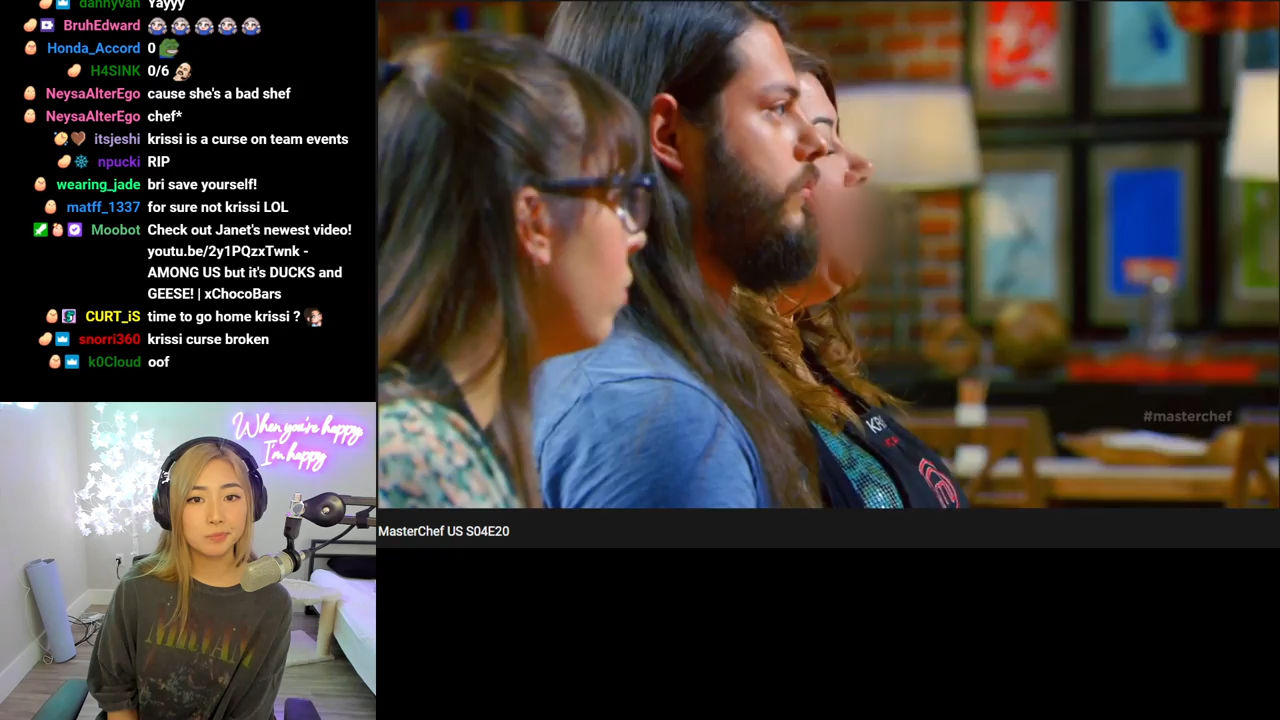 dannyvan Yayyy
BruhEdward
Honda_Accord 0
H4SINK 0/6
NeysaAlterEgo cause she's a bad shef
NeysaAlterEgo chef*
itsjeshi krissi is a curse on team events
npucki RIP
wearing_jade bri save yourself!
matff_1337 for sure not krissi LOL
Moobot Check out Janet's newest video!
youtu.be/2y1PQzxTwnk -
AMONG US but it's DUCKS and
GEESE! | xChocoBars
CURT_iS time to go home krissi ?
snorri360 krissi curse broken
k0Cloud oof
When you're happy
I'm happy
NIRVANA
KRI
#masterchef
MasterChef US S04E20